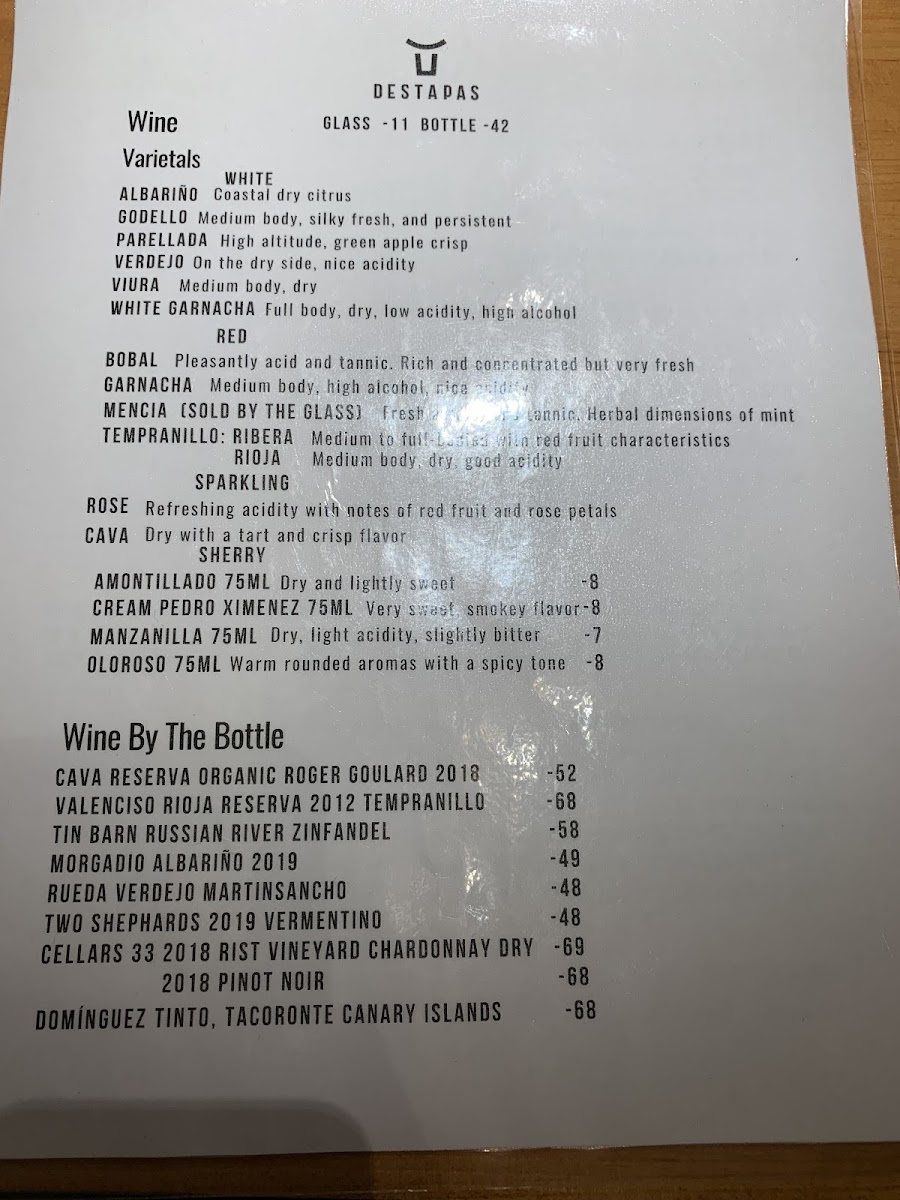 DESTAPAS
Wine GLASS -11 BOTTLE -42
Varietals
WHITE
ALBARIÑO Coastal dry citrus
GODELLO Medium body, silky fresh, and persistent
PARELLADA High altitude, green apple crisp
VERDEJO On the dry side, nice acidity
VIURA Medium body, dry
WHITE GARNACHA Full body, dry, low acidity, high alcohol
RED
BOBAL Pleasantly acid and tannic. Rich and concentrated but very fresh
GARNACHA Medium body, high alcohol, nice acidity
MENCIA (SOLD BY THE GLASS) Fresh tannic. Herbal dimensions of mint
TEMPRANILLO: RIBERA Medium to full-bodied with red fruit characteristics
RIOJA Medium body, dry, good acidity
SPARKLING
ROSE Refreshing acidity with notes of red fruit and rose petals
CAVA Dry with a tart and crisp flavor
SHERRY
AMONTILLADO 75ML Dry and lightly sweet -8
CREAM PEDRO XIMENEZ 75ML Very sweet, smokey flavor -8
MANZANILLA 75ML Dry, light acidity, slightly bitter -7
OLOROSO 75ML Warm rounded aromas with a spicy tone -8
Wine By The Bottle
CAVA RESERVA ORGANIC ROGER GOULARD 2018 -52
VALENCISO RIOJA RESERVA 2012 TEMPRANILLO -68
TIN BARN RUSSIAN RIVER ZINFANDEL -58
MORGADIO ALBARIÑO 2019 -49
RUEDA VERDEJO MARTINSANCHO -48
TWO SHEPHARDS 2019 VERMENTINO -48
CELLARS 33 2018 RIST VINEYARD CHARDONNAY DRY -69
2018 PINOT NOIR -68
DOMÍNGUEZ TINTO, TACORONTE CANARY ISLANDS -68